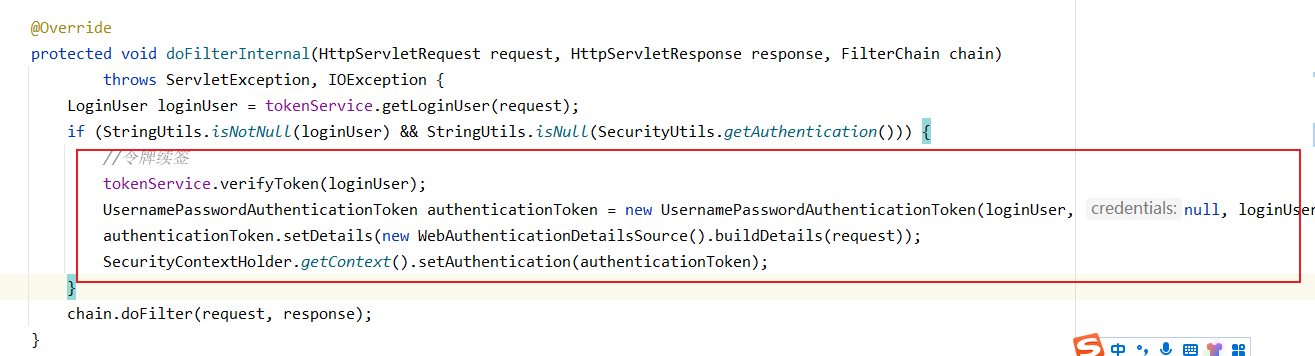 @Override
protected void doFilterInternal(HttpServletRequest request, HttpServletResponse response, FilterChain chain)
throws ServletException, IOException {
LoginUser loginUser = tokenService.getLoginUser(request);
if (StringUtils.isNotNull(loginUser) && StringUtils.isNull(SecurityUtils.getAuthentication())) {
//令牌续签
tokenService.verifyToken(loginUser);
UsernamePasswordAuthenticationToken authenticationToken = new UsernamePasswordAuthenticationToken(loginUser, credentials: null, loginUser
authenticationToken.setDetails(new WebAuthenticationDetailsSource().buildDetails(request));
SecurityContextHolder.getContext().setAuthentication(authenticationToken);
}
chain.doFilter(request, response);
}
S 中